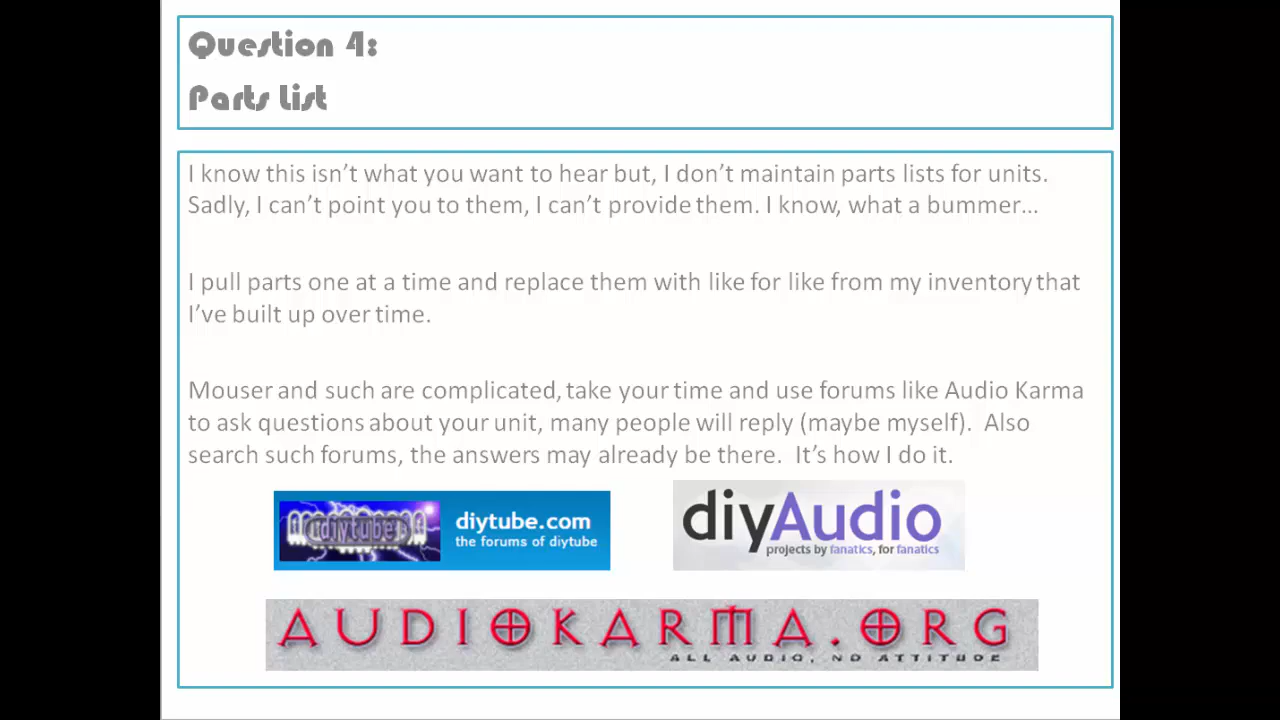 Question 4:
Parts List
I know this isn't what you want to hear but, I don't maintain parts lists for units.
Sadly, I can't point you to them, I can't provide them. I know, what a bummer…
I pull parts one at a time and replace them with like for like from my inventory that
I've built up over time.
Mouser and such are complicated, take your time and use forums like Audio Karma
to ask questions about your unit, many people will reply (maybe myself).  Also
search such forums, the answers may already be there.  It's how I do it.
diytube
diytube.com
the forums of diytube
diyAudio
projects by fanatics, for fanatics
AUDIOKARMA.ORG
ALL AUDIO, NO ATTITUDE